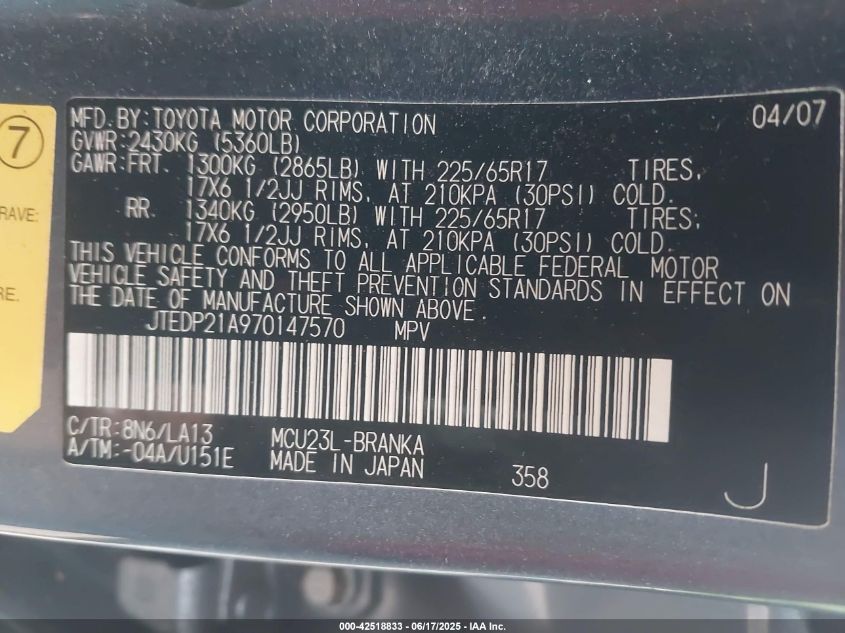 7
RAVE:
RE.
MFD. BY: TOYOTA MOTOR CORPORATION 04/07
GVWR: 2430KG (5360LB)
GAWR: FRT. 1300KG (2865LB) WITH 225/65R17 TIRES,
17X6 1/2JJ RIMS, AT 210KPA (30PSI) COLD.
RR. 1340KG (2950LB) WITH 225/65R17 TIRES,
17X6 1/2JJ RIMS, AT 210KPA (30PSI) COLD.
THIS VEHICLE CONFORMS TO ALL APPLICABLE FEDERAL MOTOR
VEHICLE SAFETY AND THEFT PREVENTION STANDARDS IN EFFECT ON
THE DATE OF MANUFACTURE SHOWN ABOVE.
JTEDP21A970147570 MPV
C/TR: 8N6/LA13 MCU23L-BRANKA
A/TM: -04A/U151E MADE IN JAPAN 358
J
000-42518833 - 06/17/2025 - IAA Inc.